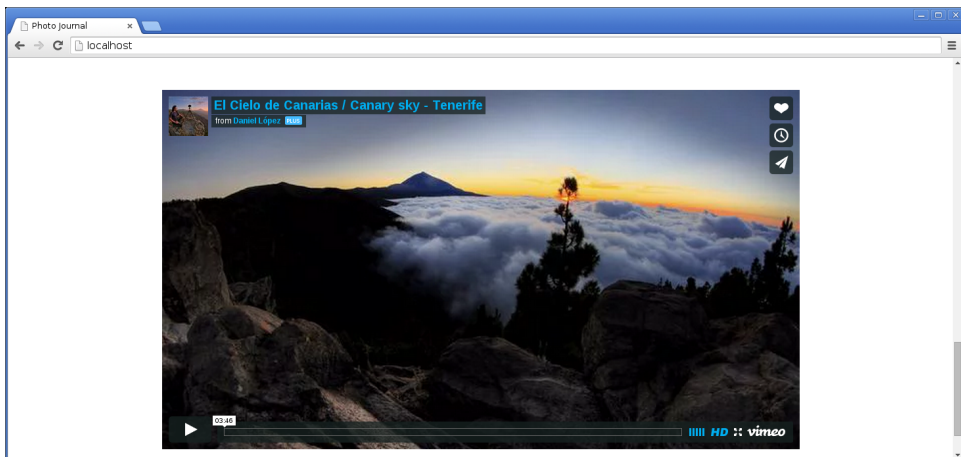 Photo Journal
localhost
El Cielo de Canarias / Canary sky - Tenerife
from Daniel López PLUS
03:46
HD vimeo